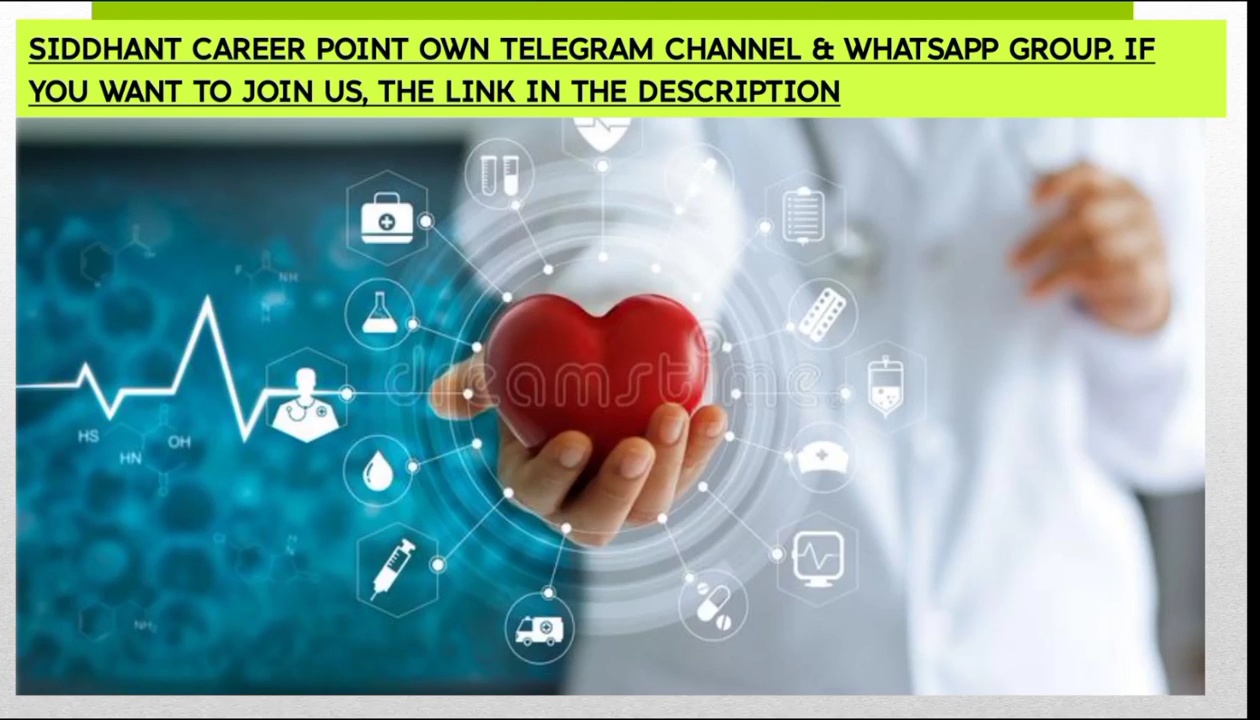 SIDDHANT CAREER POINT OWN TELEGRAM CHANNEL & WHATSAPP GROUP. IF
YOU WANT TO JOIN US, THE LINK IN THE DESCRIPTION
F
NH
dreamstime
HS
OH
HN
NH₂